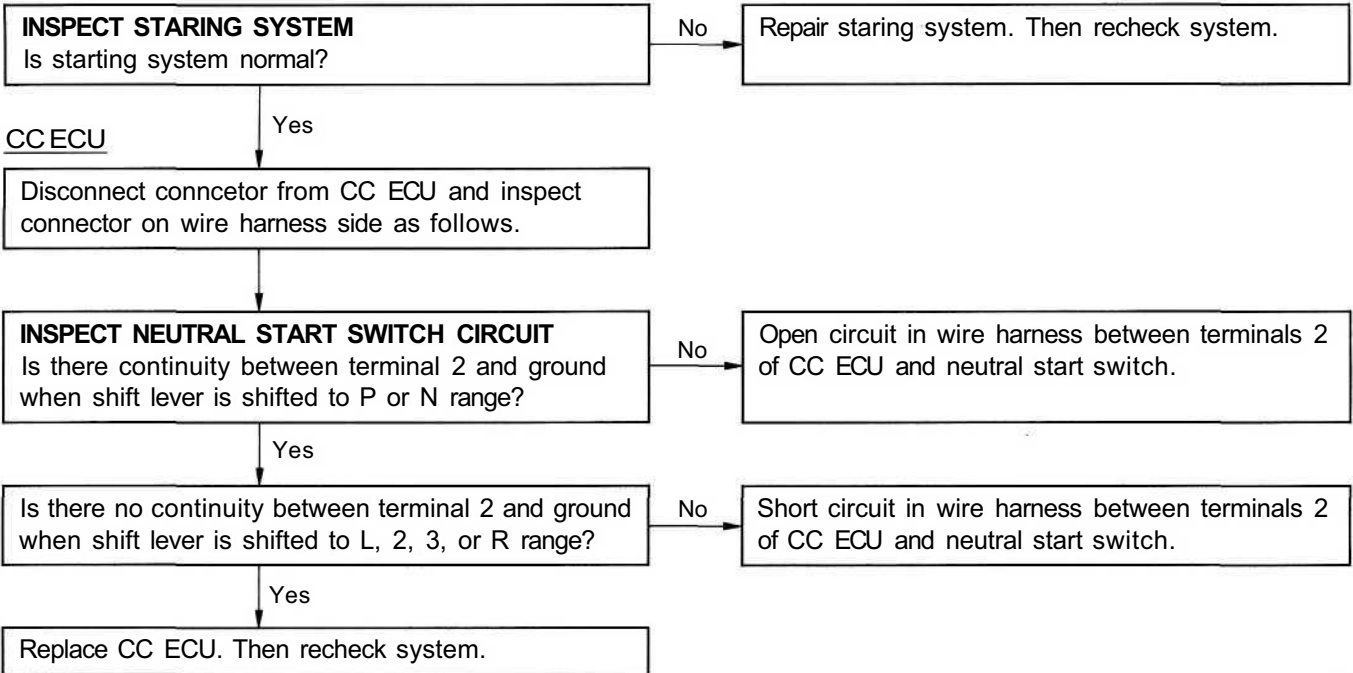 INSPECT STARING SYSTEM
Is starting system normal?
No
Repair staring system. Then recheck system.
Yes
CC ECU
Disconnect conncetor from CC ECU and inspect
connector on wire harness side as follows.
INSPECT NEUTRAL START SWITCH CIRCUIT
Is there continuity between terminal 2 and ground
when shift lever is shifted to P or N range?
No
Open circuit in wire harness between terminals 2
of CC ECU and neutral start switch.
Yes
Is there no continuity between terminal 2 and ground
when shift lever is shifted to L, 2, 3, or R range?
No
Short circuit in wire harness between terminals 2
of CC ECU and neutral start switch.
Yes
Replace CC ECU. Then recheck system.